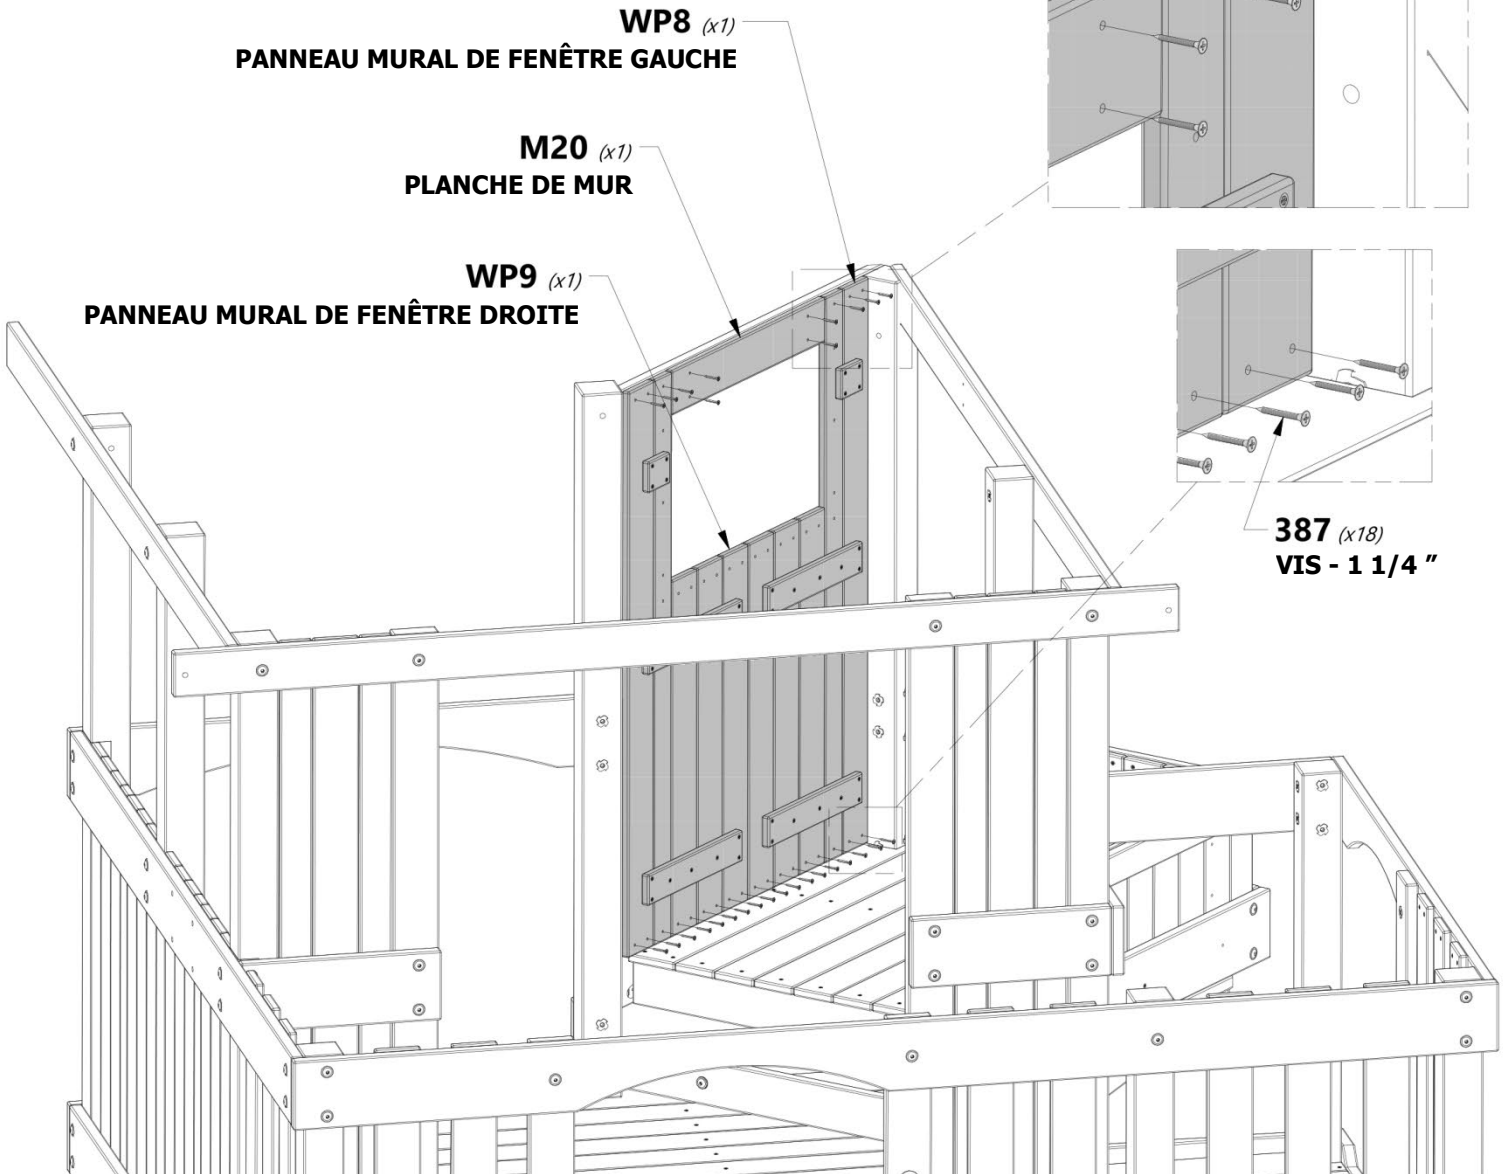 WP8 (x1)
PANNEAU MURAL DE FENÊTRE GAUCHE
M20 (x1)
PLANCHE DE MUR
WP9 (x1)
PANNEAU MURAL DE FENÊTRE DROITE
387 (x18)
VIS - 1 1/4 "